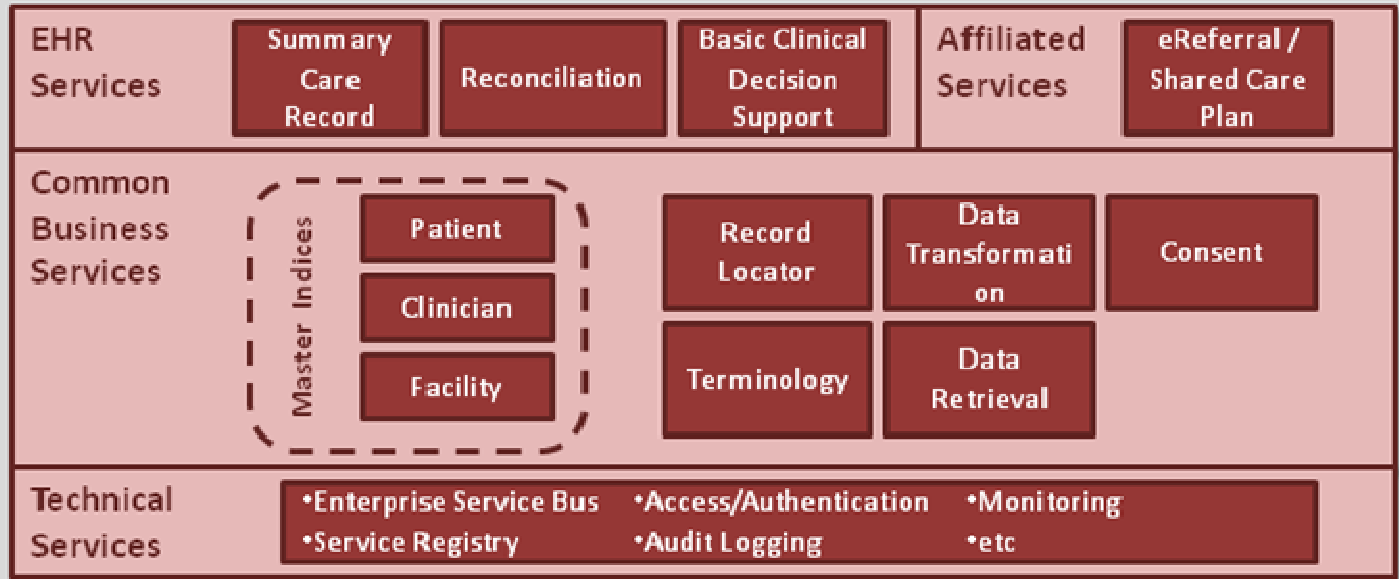 EHR
Services
Summary
Care
Record
Reconciliation
Basic Clinical
Decision
Support
Affiliated
Services
eReferral /
Shared Care
Plan
Common
Business
Services
Master Indices
Patient
Clinician
Facility
Record
Locator
Data
Transformati
on
Consent
Terminology
Data
Retrieval
Technical
Services
•Enterprise Service Bus
•Access/Authentication
•Monitoring
•Service Registry
•Audit Logging
•etc